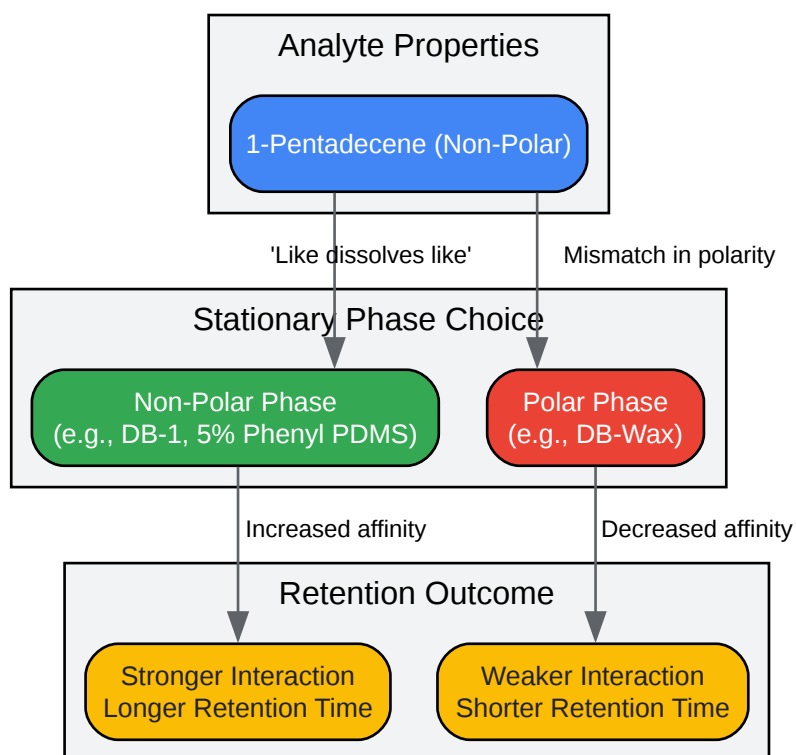 Analyte Properties
1-Pentadecene (Non-Polar)
'Like dissolves like'
Mismatch in polarity
Stationary Phase Choice
Non-Polar Phase
(e.g., DB-1, 5% Phenyl PDMS)
Polar Phase
(e.g., DB-Wax)
Increased affinity
Decreased affinity
Retention Outcome
Stronger Interaction
Longer Retention Time
Weaker Interaction
Shorter Retention Time